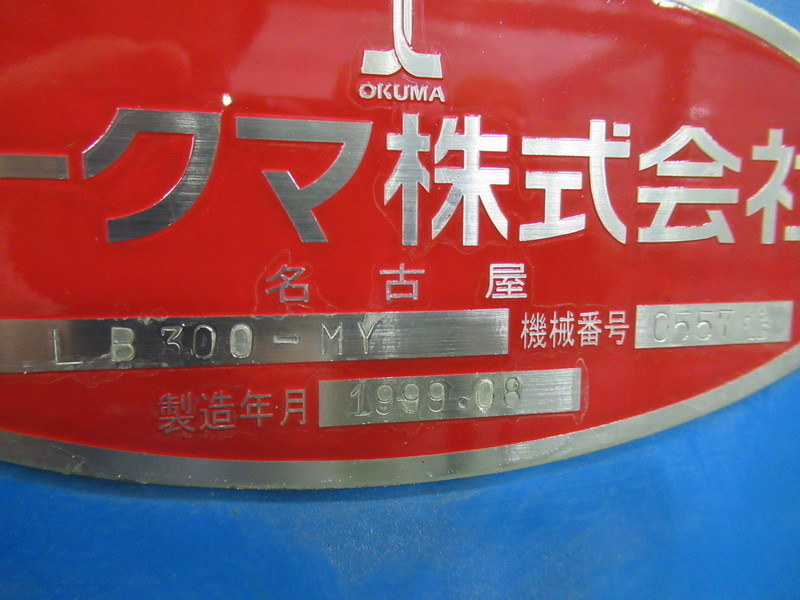 OKUMA
ークマ株式会社
名古屋
LB300-MY 機械番号 0557
製造年月 1999.08